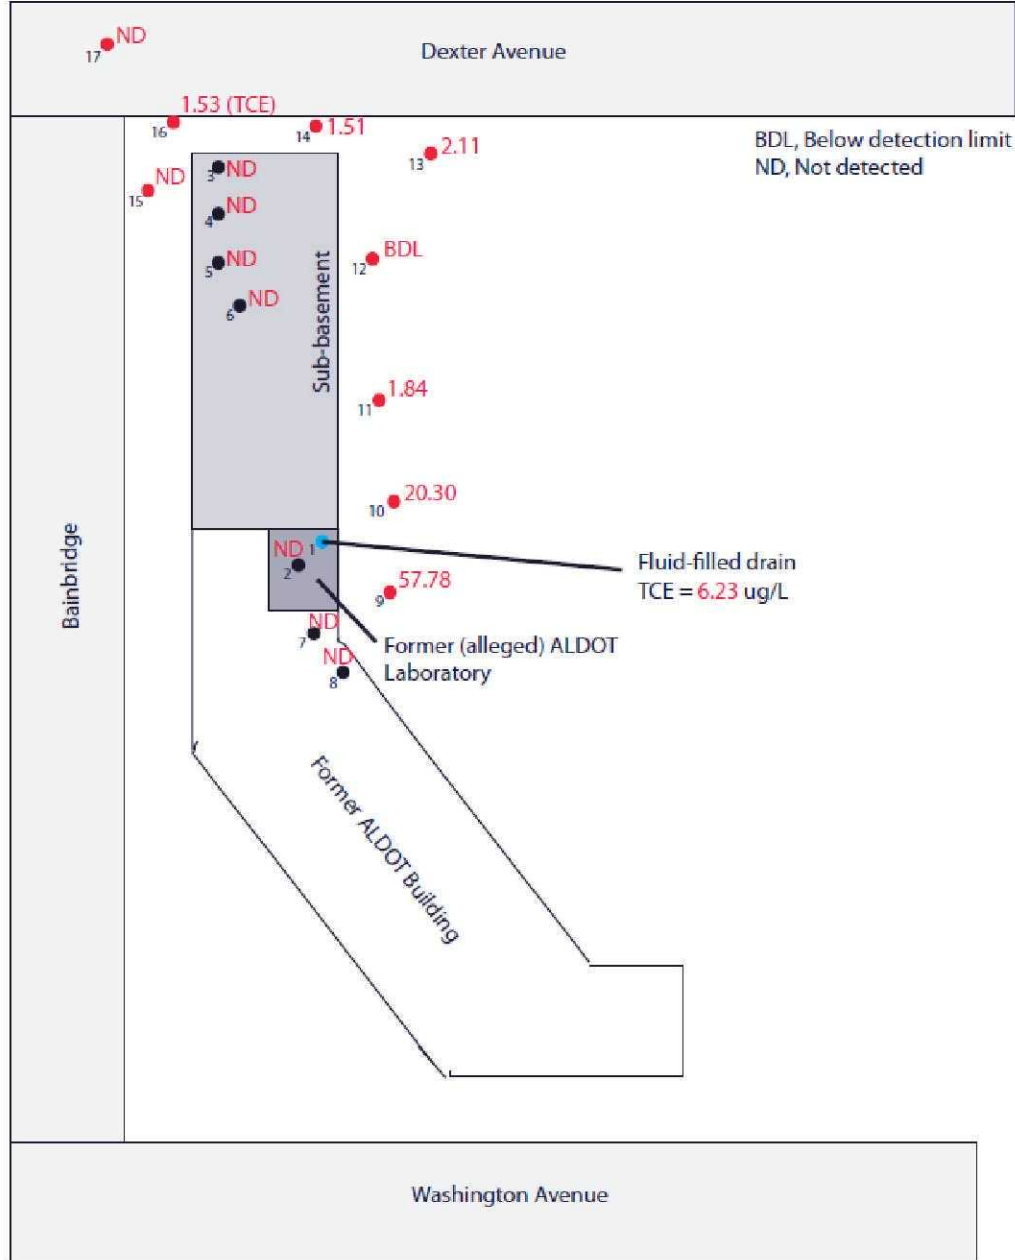 ND
17
Dexter Avenue
1.53 (TCE)
16
14
1.51
13
2.11
BDL, Below detection limit
ND, Not detected
15
ND
3
ND
4
ND
5
ND
6
ND
Sub-basement
12
BDL
11
1.84
10
20.30
Bainbridge
ND
1
2
Fluid-filled drain
TCE = 6.23 ug/L
9
57.78
ND
7
Former (alleged) ALDOT
Laboratory
ND
8
Former ALDOT Building
Washington Avenue